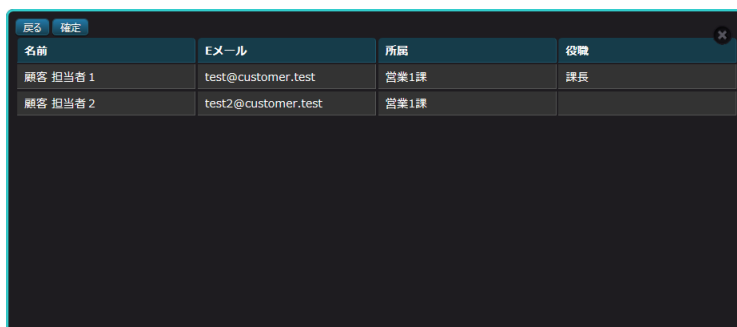 戻る 確定
名前 Eメール 所属 役職
顧客 担当者 1 test@customer.test 営業1課 課長
顧客 担当者 2 test2@customer.test 営業1課